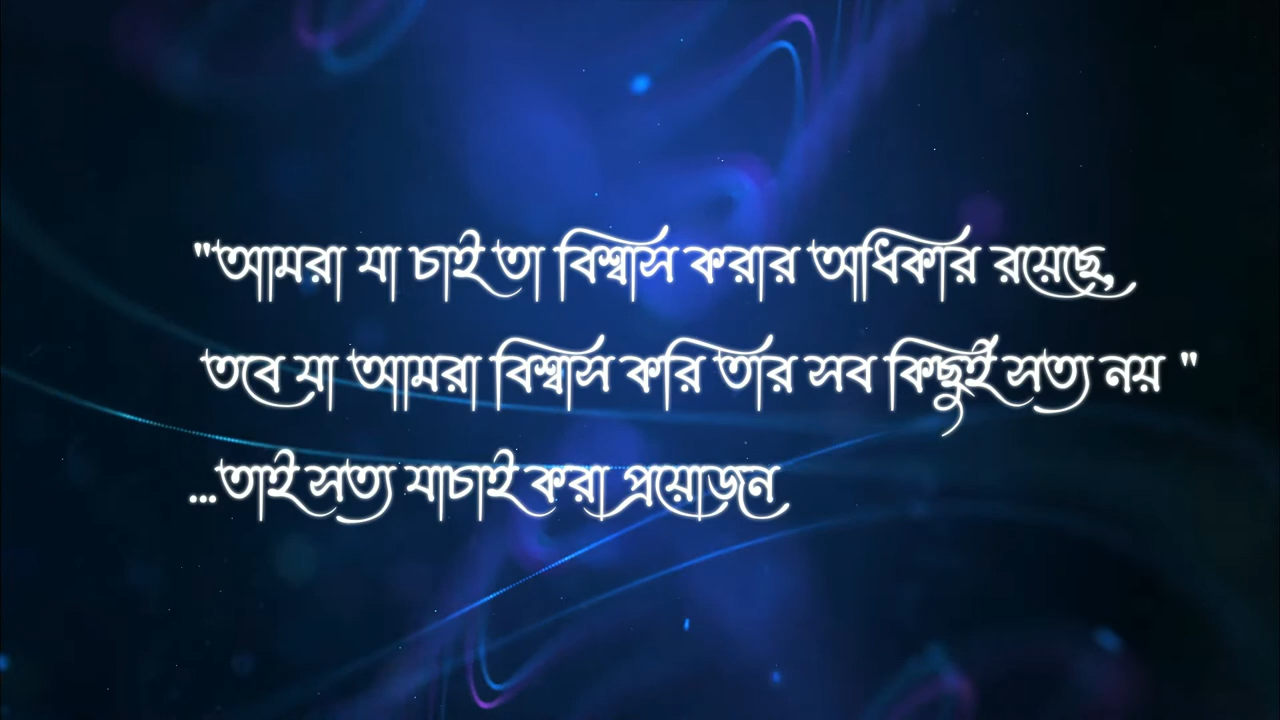 "আমরা যা চাই তা বিশ্বাস করার অধিকার রয়েছে,
তবে যা আমরা বিশ্বাস করি তার সব কিছুই সত্য নয় "
...তাই সত্য যাচাই করা প্রয়োজন